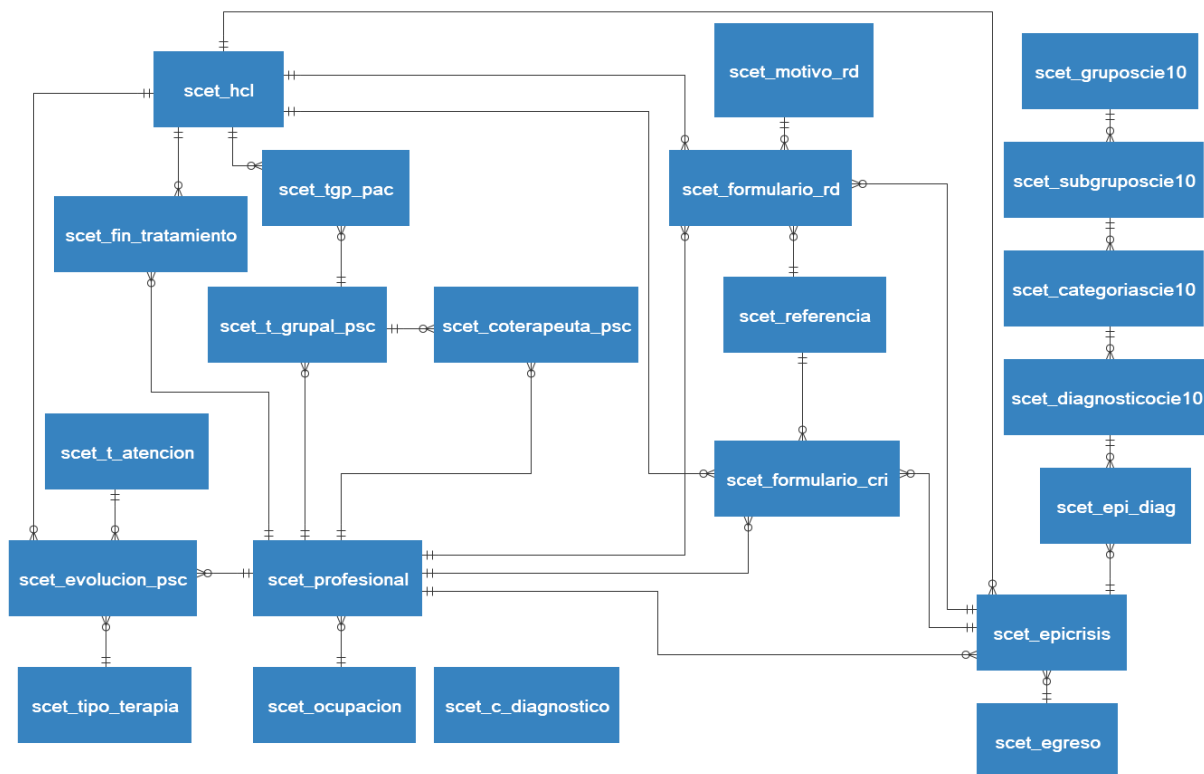 scet_motivo_rd
scet_gruposcie10
scet_hcl
scet_subgruposcie10
scet_tgp_pac
scet_formulario_rd
scet_fin_tratamiento
scet_categoriascie10
scet_t_grupal_psc
scet_coterapeuta_psc
scet_referencia
scet_diagnosticocie10
scet_t_atencion
scet_formulario_cri
scet_epi_diag
scet_evolucion_psc
scet_profesional
scet_epicrisis
scet_tipo_terapia
scet_ocupacion
scet_c_diagnostico
scet_egreso